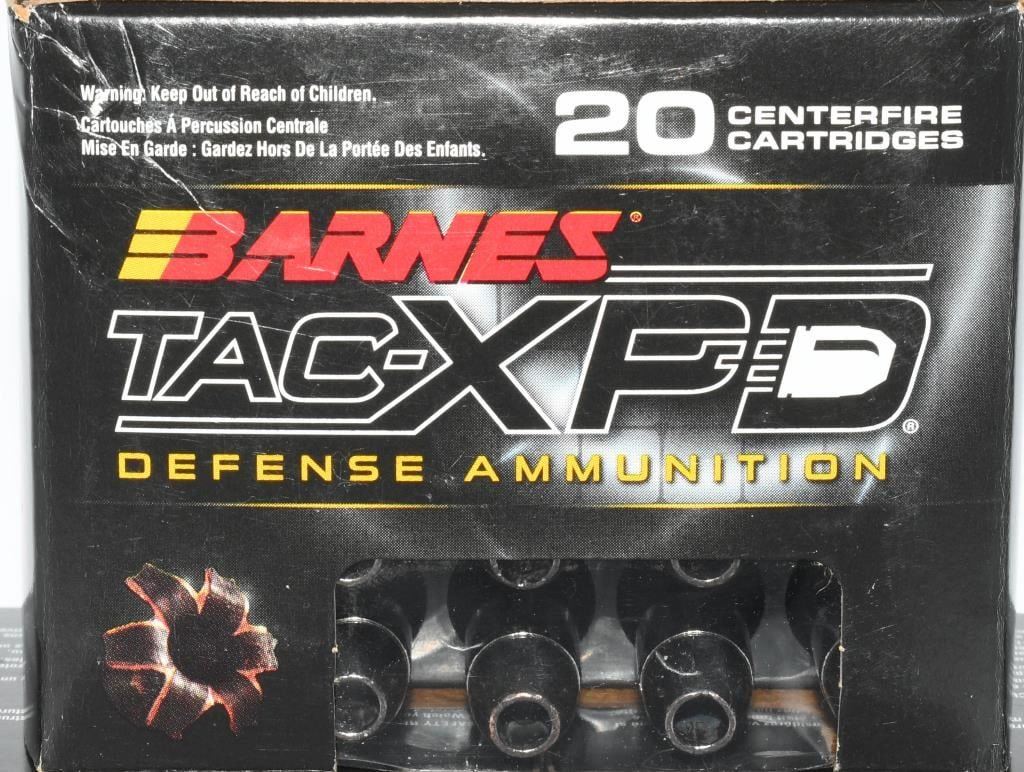 Warning: Keep Out of Reach of Children.
Cartouches À Percussion Centrale
Mise En Garde : Gardez Hors De La Portée Des Enfants.
20 CENTERFIRE
CARTRIDGES
BARNES®
TAC-XPD®
DEFENSE AMMUNITION